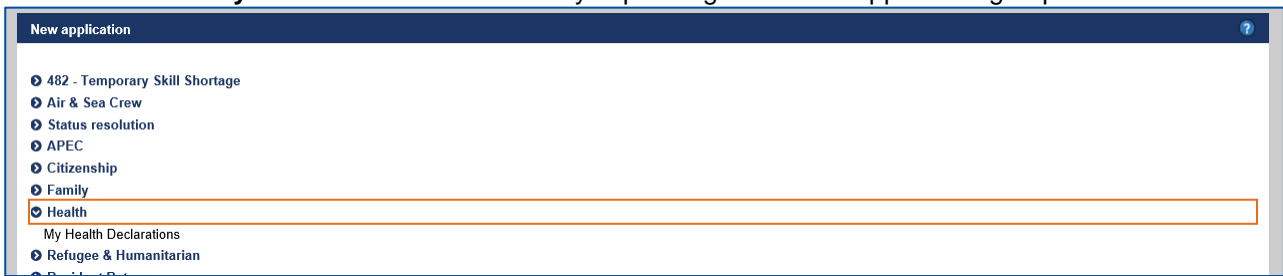 New application
?
482 - Temporary Skill Shortage
Air & Sea Crew
Status resolution
APEC
Citizenship
Family
Health
My Health Declarations
Refugee & Humanitarian